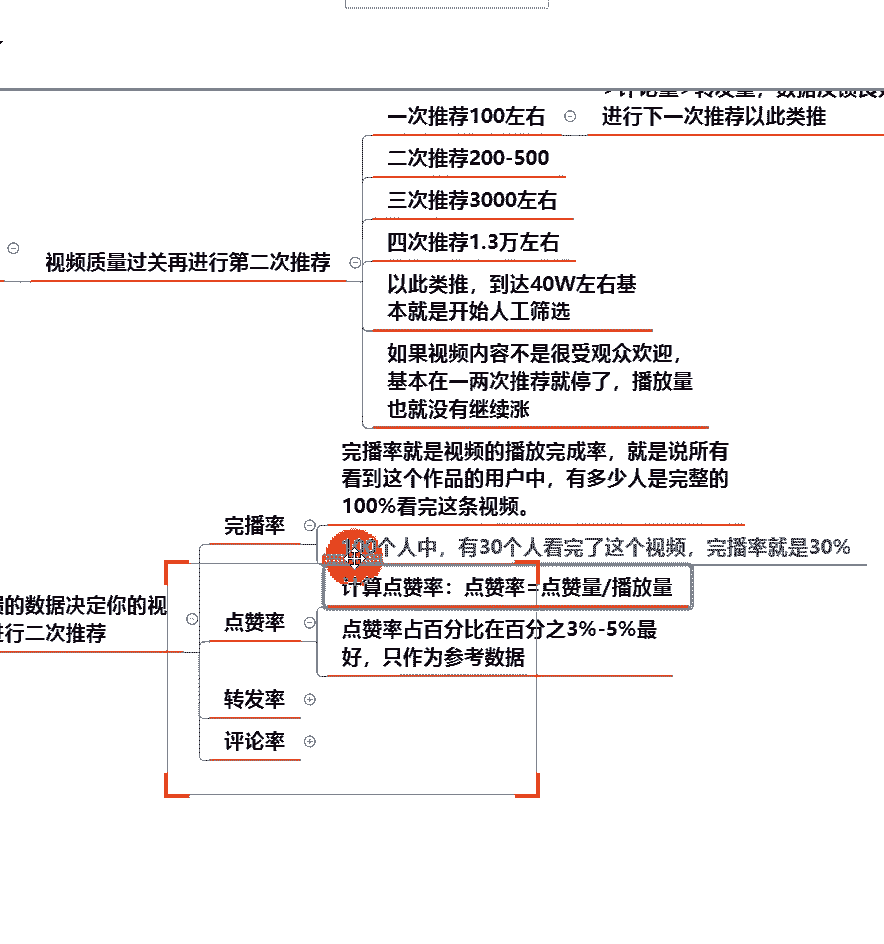 >评论量>转发量，数据反馈良
进行下一次推荐以此类推
一次推荐100左右
二次推荐200-500
三次推荐3000左右
四次推荐1.3万左右
视频质量过关再进行第二次推荐
以此类推，到达40W左右基
本就是开始人工筛选
如果视频内容不是很受观众欢迎，
基本在一两次推荐就停了，播放量
也就没有继续涨
完播率就是视频的播放完成率，就是说所有
看到这个作品的用户中，有多少人是完整的
100%看完这条视频。
完播率
100个人中，有30个人看完了这个视频，完播率就是30%
计算点赞率：点赞率=点赞量/播放量
的数据决定你的视
进行二次推荐
点赞率
点赞率占百分比在百分之3%-5%最
好，只作为参考数据
转发率
评论率